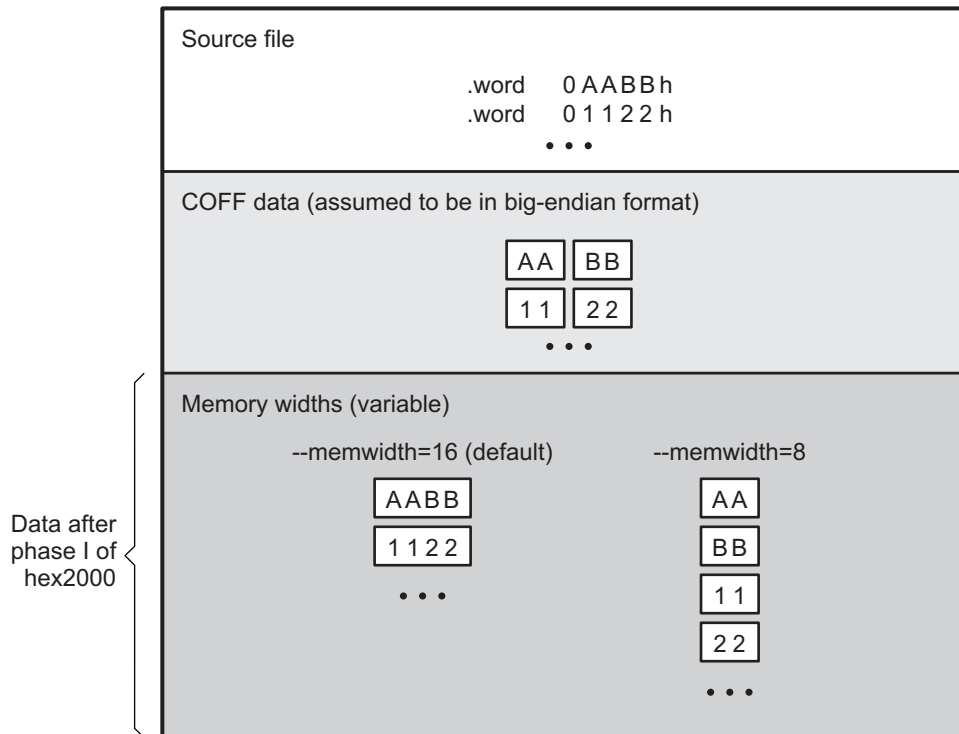 Source file
.word 0AABBh
.word 01122h
• • •
COFF data (assumed to be in big-endian format)
AA BB
11 22
• • •
Memory widths (variable)
--memwidth=16 (default) --memwidth=8
AABB
1122
• • •
AA
BB
11
22
• • •
Data after
phase I of
hex2000